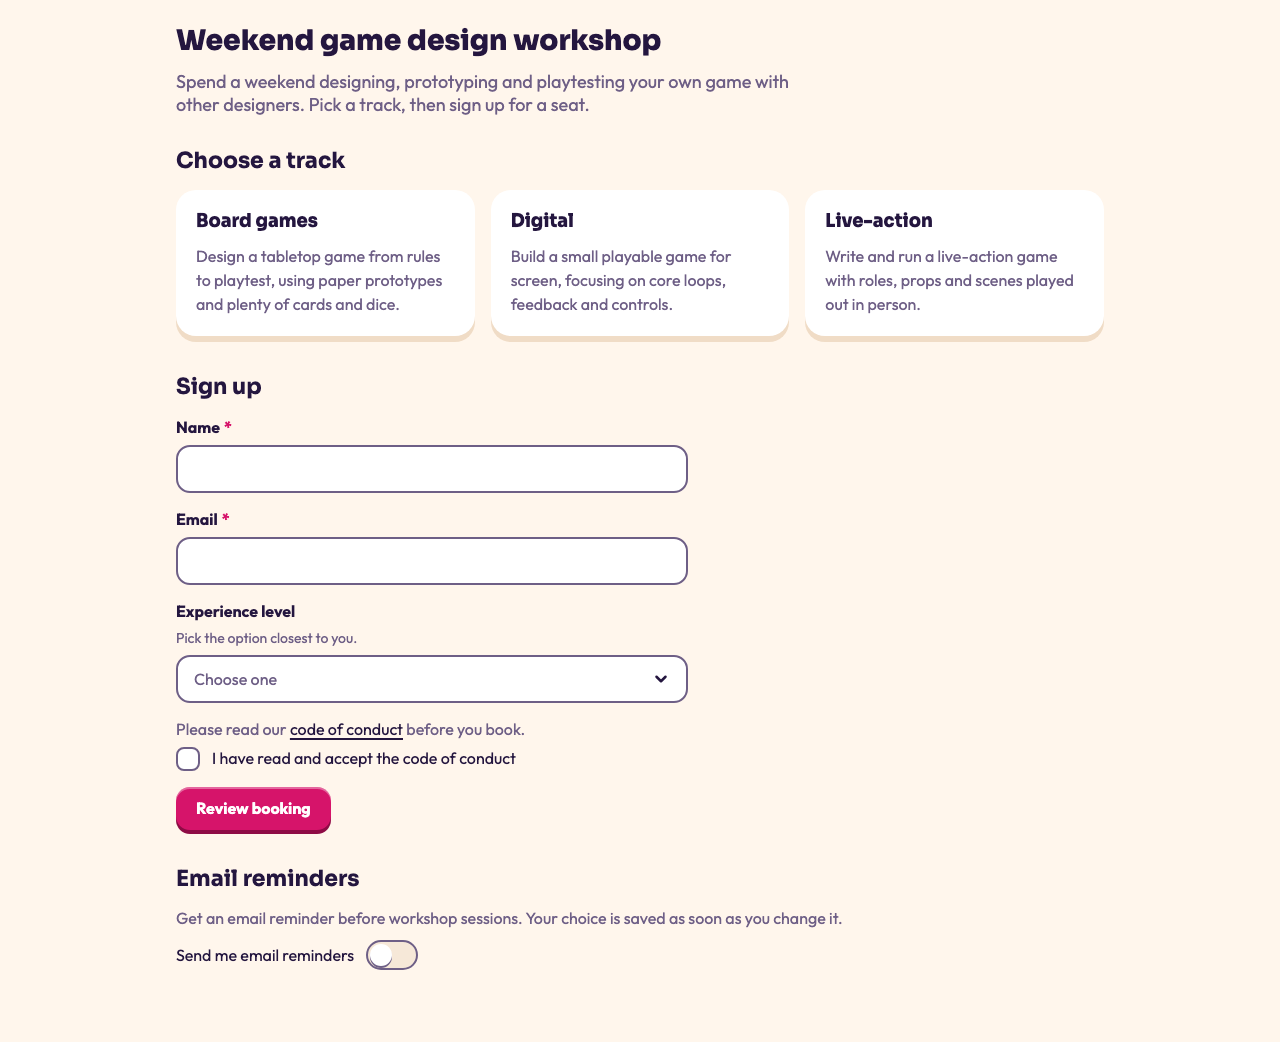 Weekend game design workshop
Spend a weekend designing, prototyping and playtesting your own game with
other designers. Pick a track, then sign up for a seat.
Choose a track
Board games
Design a tabletop game from rules
to playtest, using paper prototypes
and plenty of cards and dice.
Digital
Build a small playable game for
screen, focusing on core loops,
feedback and controls.
Live-action
Write and run a live-action game
with roles, props and scenes played
out in person.
Sign up
Name *
Email *
Experience level
Pick the option closest to you.
Choose one
Please read our code of conduct before you book.
I have read and accept the code of conduct
Review booking
Email reminders
Get an email reminder before workshop sessions. Your choice is saved as soon as you change it.
Send me email reminders